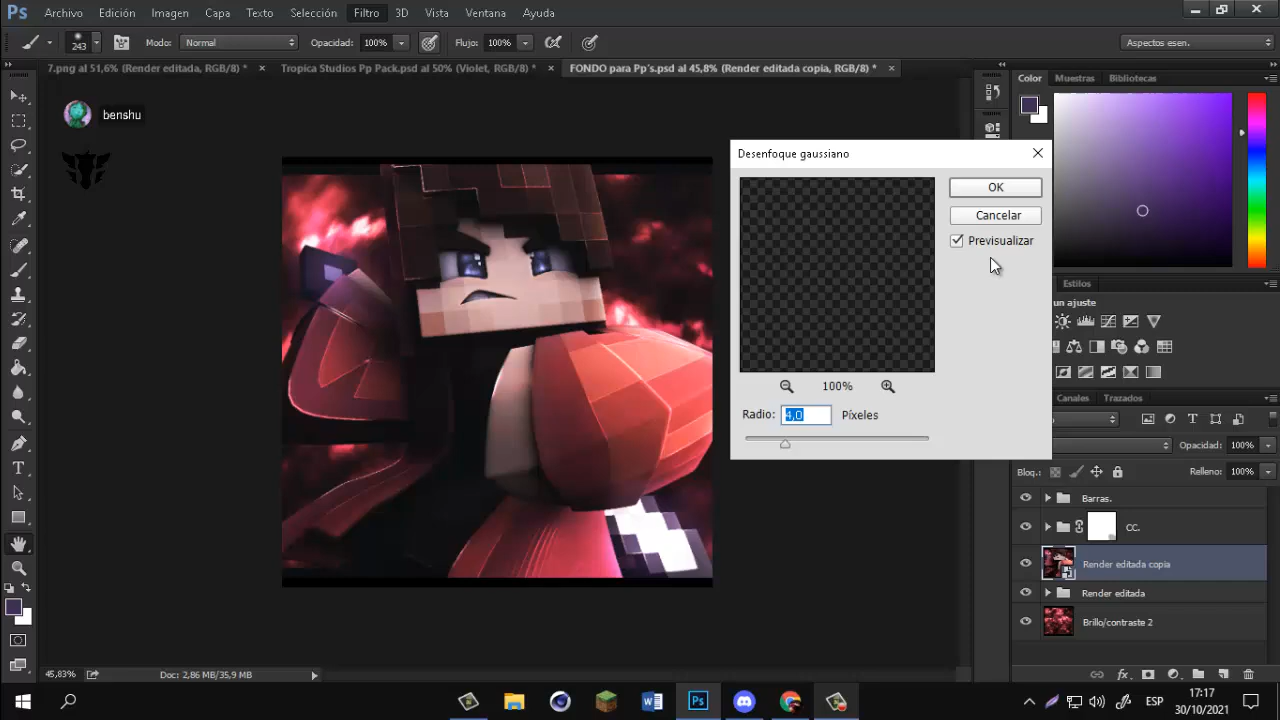 Ps Archivo Edición Imagen Capa Texto Selección Filtro 3D Vista Ventana Ayuda
243 Modo: Normal Opacidad: 100% Flujo: 100% Aspectos esen.
7.png al 51,6% (Render editada, RGB/8) * Tropica Studios Pp Pack.psd al 50% (Violet, RGB/8) * FONDO para Pp's.psd al 45,8% (Render editada copia, RGB/8) *
Color Muestras Bibliotecas
benshu
Desenfoque gaussiano
OK
Cancelar
Previsualizar
100%
Radio: 4,0 Píxeles
Estilos
un ajuste
Canales Trazados
Opacidad: 100%
Bloq.: Relleno: 100%
Barras.
CC.
Render editada copia
Render editada
Brillo/contraste 2
45,83% Doc: 2,86 MB/35,9 MB
Ps ESP 17:17
30/10/2021